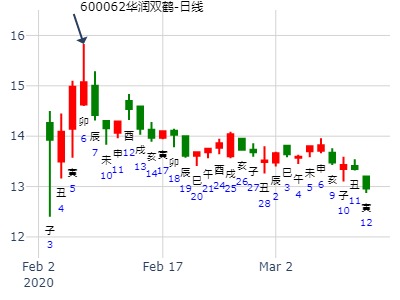 600062华润双鹤-日线
16
15
14
13
12
子
3
丑
4
寅
5
卯
6
辰
7
未
10
申
11
酉
12
戌
13
亥
14
寅
17
卯
18
辰
19
巳
20
午
21
酉
24
戌
25
亥
26
子
27
丑
28
辰
2
巳
3
午
4
未
5
申
6
亥
9
子
10
丑
11
寅
12
Feb 2
2020
Feb 17
Mar 2